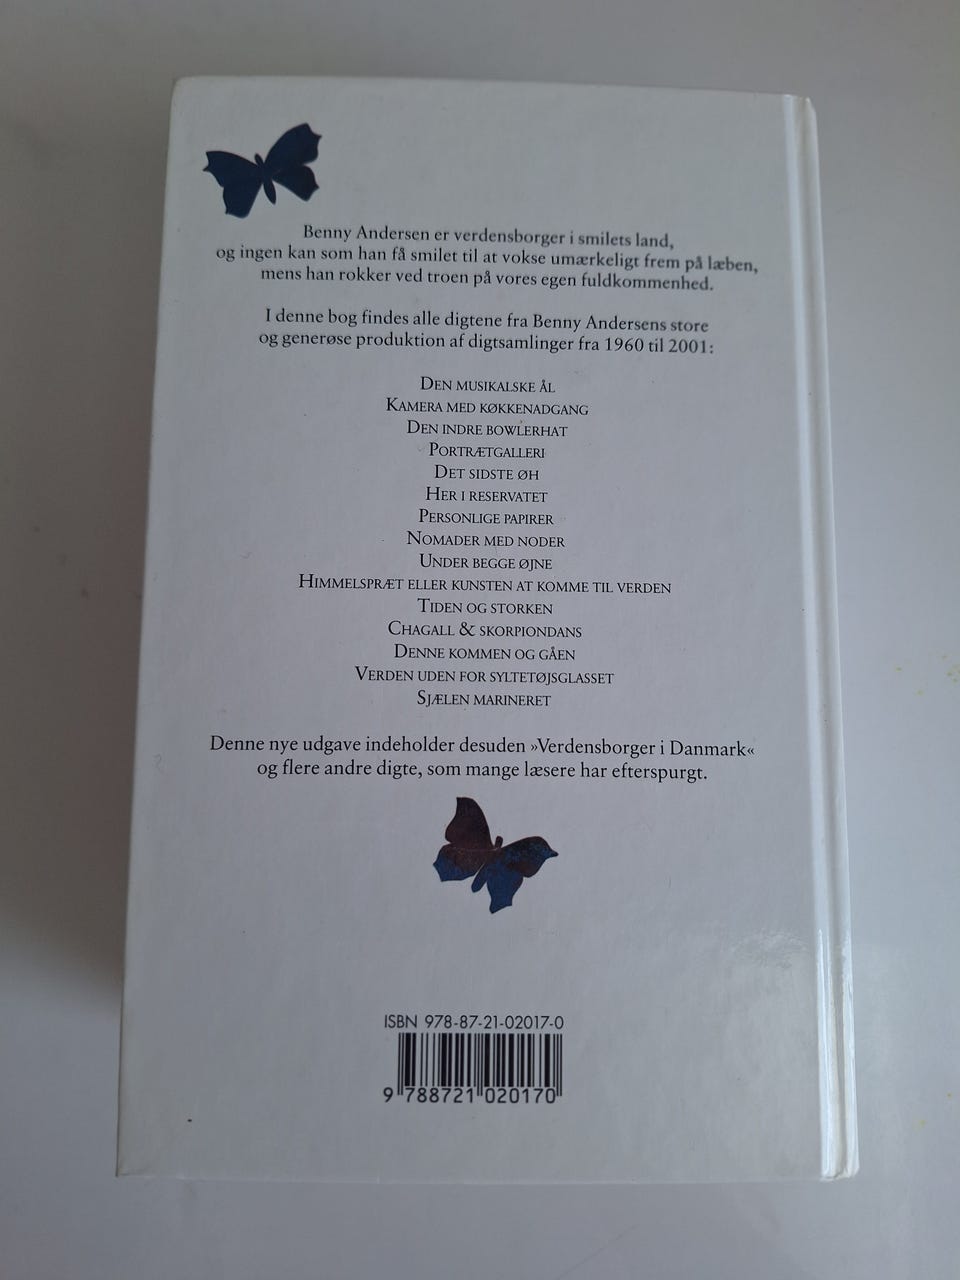 Benny Andersen er verdensborger i smilets land,
og ingen kan som han få smilet til at vokse umærkeligt frem på læben,
mens han rokker ved troen på vores egen fuldkommenhed.
I denne bog findes alle digtene fra Benny Andersens store
og generøse produktion af digtsamlinger fra 1960 til 2001:
DEN MUSIKALSKE ÅL
KAMERA MED KØKKENADGANG
DEN INDRE BOWLERHAT
PORTRÆTGALLERI
DET SIDSTE ØH
HER I RESERVATET
PERSONLIGE PAPIRER
NOMADER MED NODER
UNDER BEGGE ØJNE
HIMMELSPRÆT ELLER KUNSTEN AT KOMME TIL VERDEN
TIDEN OG STORKEN
CHAGALL & SKORPIONDANS
DENNE KOMMEN OG GÅEN
VERDEN UDEN FOR SYLTETØJSGLASSET
SJÆLEN MARINERET
Denne nye udgave indeholder desuden »Verdensborger i Danmark«
og flere andre digte, som mange læsere har efterspurgt.
ISBN 978-87-21-02017-0
9 788721 020170